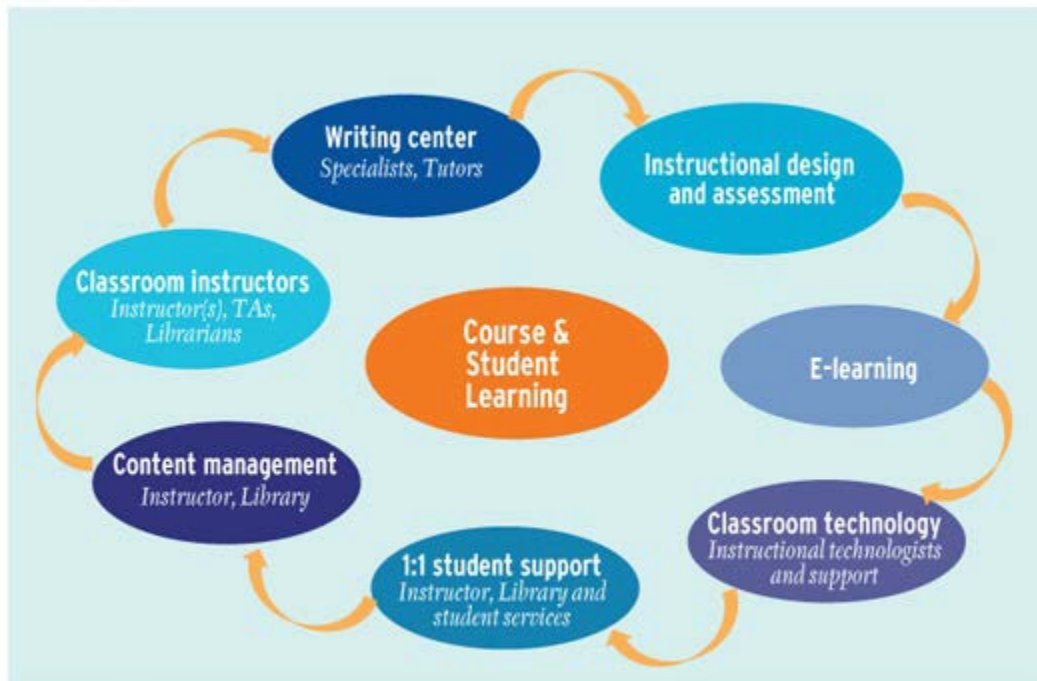 Writing center
Specialists, Tutors
Instructional design
and assessment
Classroom instructors
Instructor(s), TAs,
Librarians
Course &
Student
Learning
E-learning
Content management
Instructor, Library
Classroom technology
Instructional technologists
and support
1:1 student support
Instructor, Library and
student services